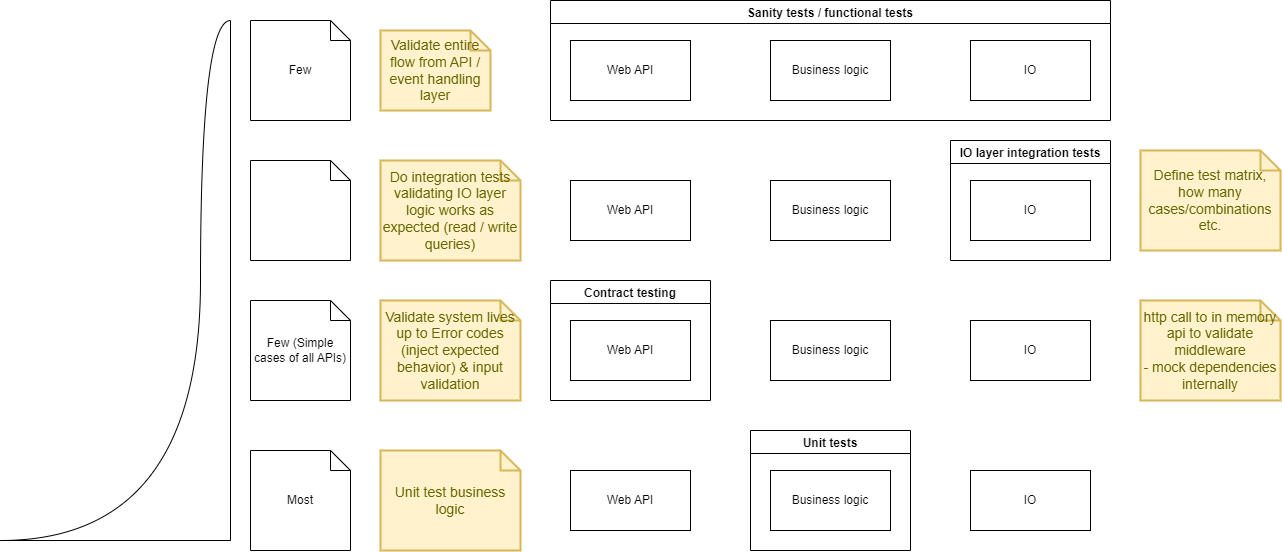 Sanity tests / functional tests
Few
Validate entire
flow from API /
event handling
layer
Web API
Business logic
IO
IO layer integration tests
Do integration tests
validating IO layer
logic works as
expected (read / write
queries)
Web API
Business logic
IO
Define test matrix,
how many
cases/combinations
etc.
Contract testing
Few (Simple
cases of all APIs)
Validate system lives
up to Error codes
(inject expected
behavior) & input
validation
Web API
Business logic
IO
http call to in memory
api to validate
middleware
- mock dependencies
internally
Unit tests
Most
Unit test business
logic
Web API
Business logic
IO